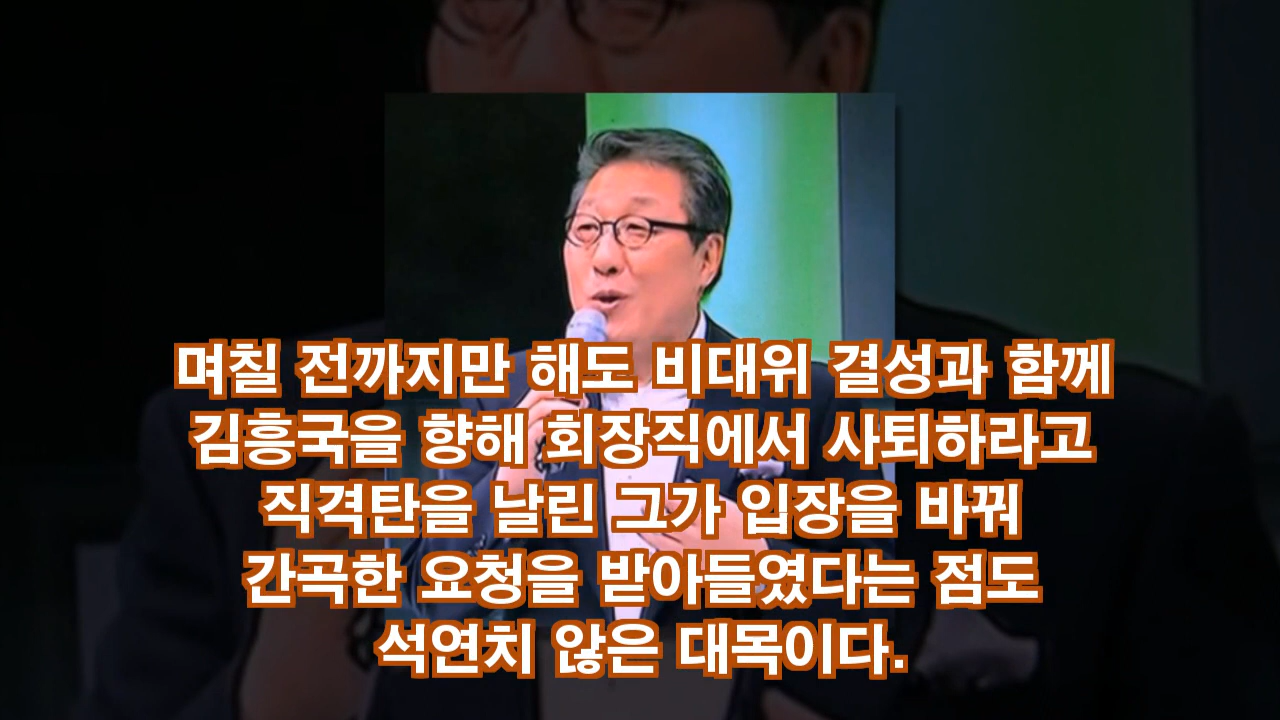 며칠 전까지만 해도 비대위 결성과 함께
김흥국을 향해 회장직에서 사퇴하라고
직격탄을 날린 그가 입장을 바꿔
간곡한 요청을 받아들였다는 점도
석연치 않은 대목이다.